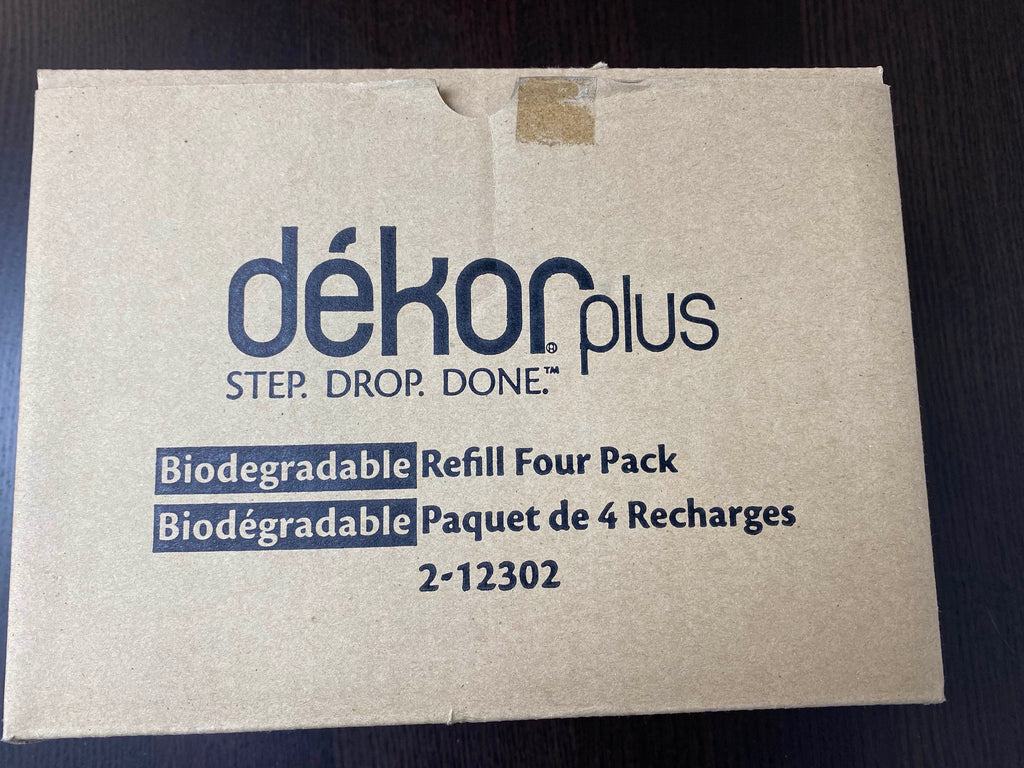 dékor® plus
STEP. DROP. DONE.™
Biodegradable Refill Four Pack
Biodégradable Paquet de 4 Recharges
2-12302